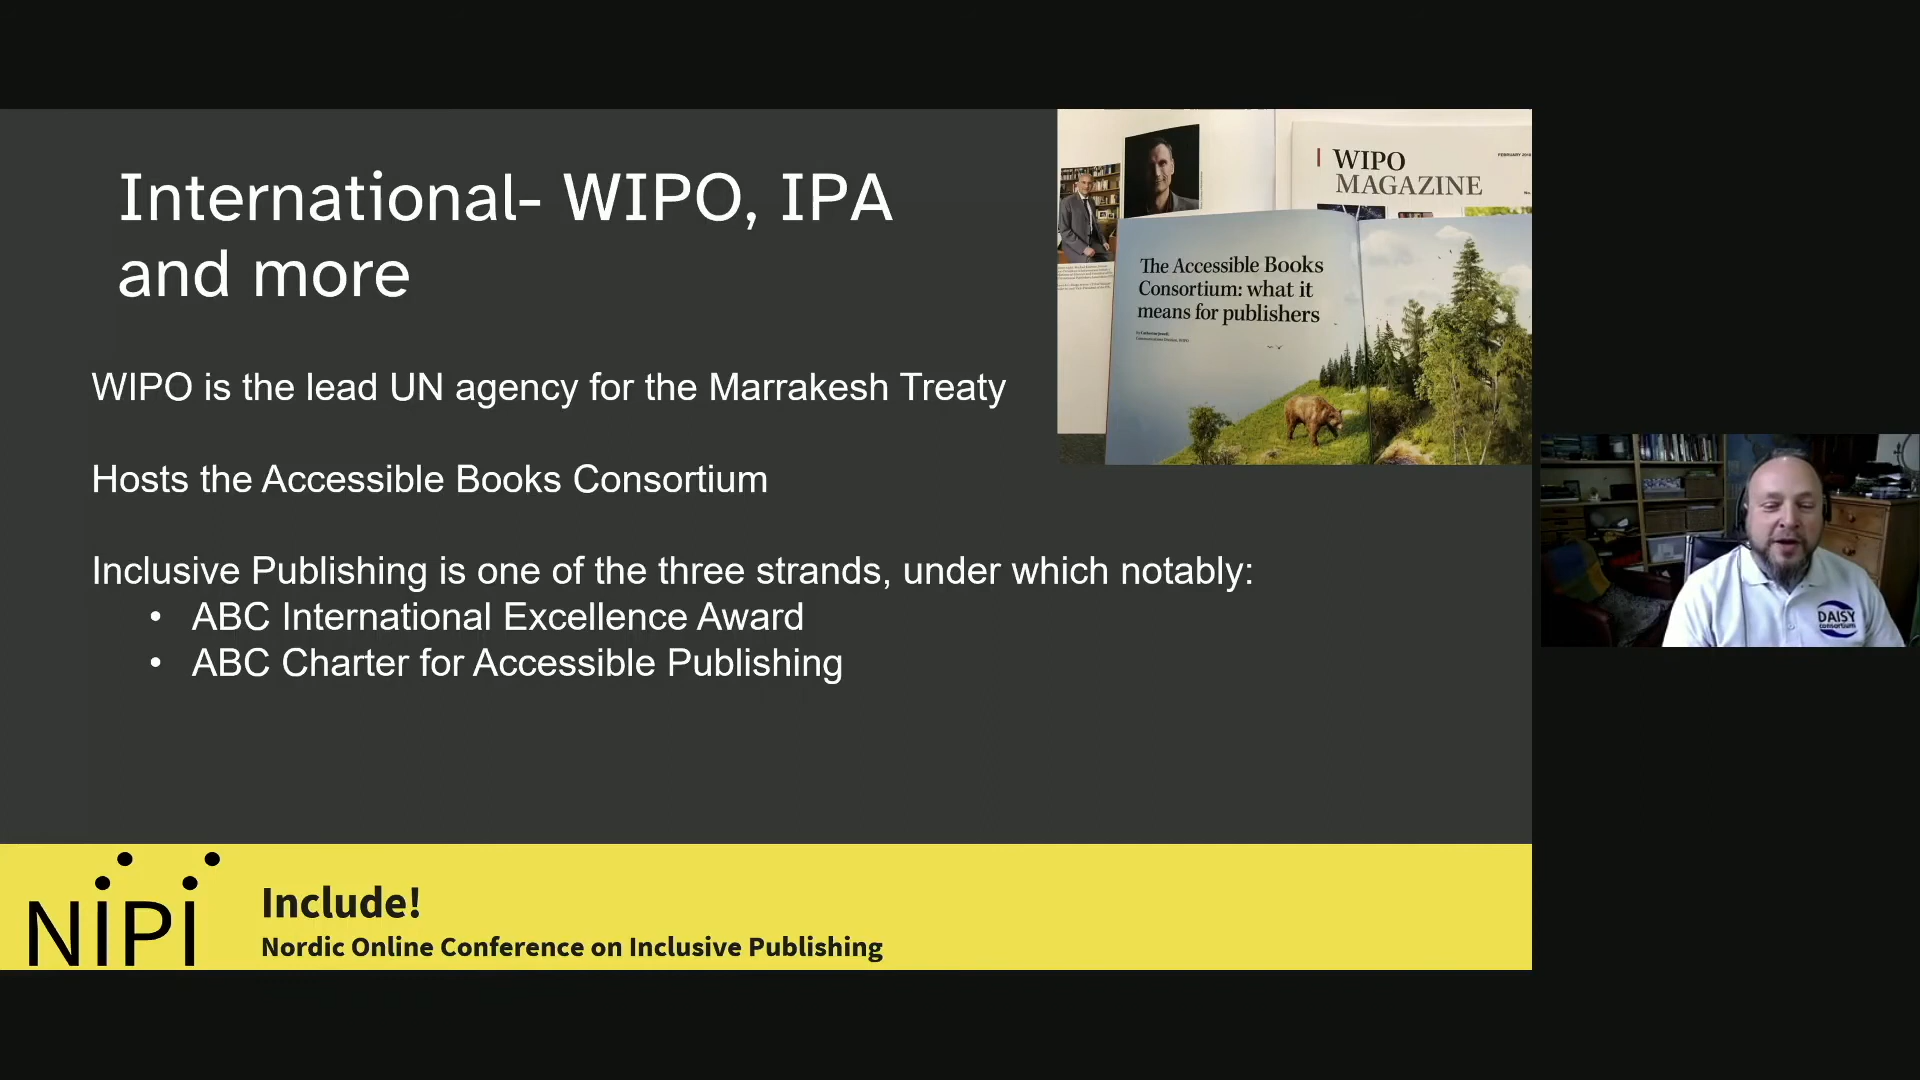 International- WIPO, IPA
and more
WIPO is the lead UN agency for the Marrakesh Treaty
Hosts the Accessible Books Consortium
Inclusive Publishing is one of the three strands, under which notably:
• ABC International Excellence Award
• ABC Charter for Accessible Publishing
WIPO
MAGAZINE
The Accessible Books
Consortium: what it
means for publishers
DAISY
consortium
NiPi
Include!
Nordic Online Conference on Inclusive Publishing